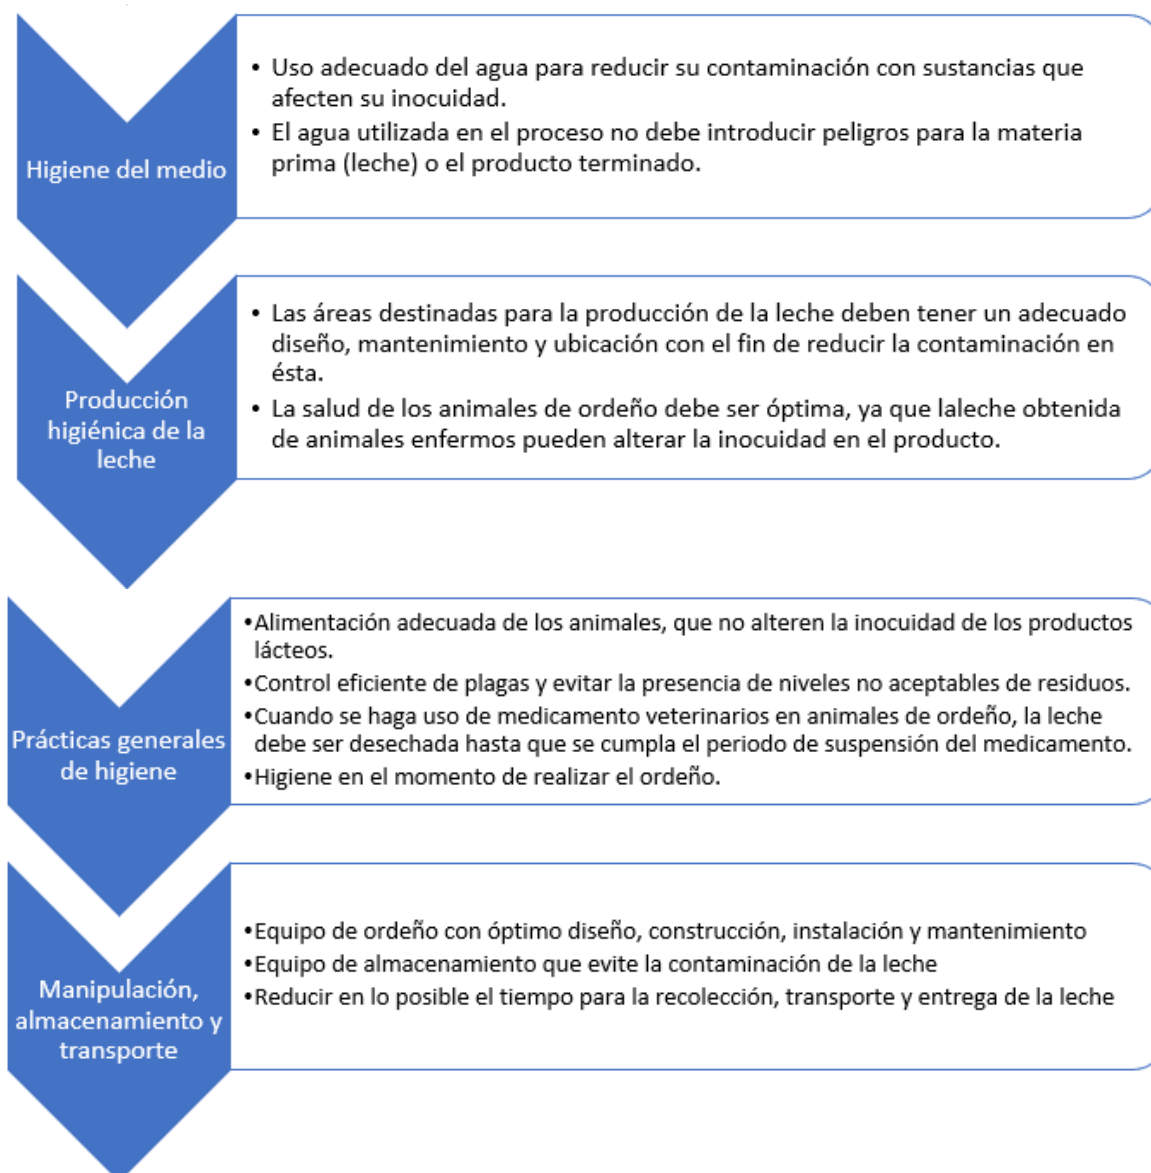 Higiene del medio
• Uso adecuado del agua para reducir su contaminación con sustancias que
afecten su inocuidad.
• El agua utilizada en el proceso no debe introducir peligros para la materia
prima (leche) o el producto terminado.
Producción
higiénica de la
leche
• Las áreas destinadas para la producción de la leche deben tener un adecuado
diseño, mantenimiento y ubicación con el fin de reducir la contaminación en
ésta.
• La salud de los animales de ordeño debe ser óptima, ya que laleche obtenida
de animales enfermos pueden alterar la inocuidad en el producto.
Prácticas generales
de higiene
•Alimentación adecuada de los animales, que no alteren la inocuidad de los productos
lácteos.
•Control eficiente de plagas y evitar la presencia de niveles no aceptables de residuos.
•Cuando se haga uso de medicamento veterinarios en animales de ordeño, la leche
debe ser desechada hasta que se cumpla el periodo de suspensión del medicamento.
•Higiene en el momento de realizar el ordeño.
Manipulación,
almacenamiento y
transporte
•Equipo de ordeño con óptimo diseño, construcción, instalación y mantenimiento
•Equipo de almacenamiento que evite la contaminación de la leche
•Reducir en lo posible el tiempo para la recolección, transporte y entrega de la leche